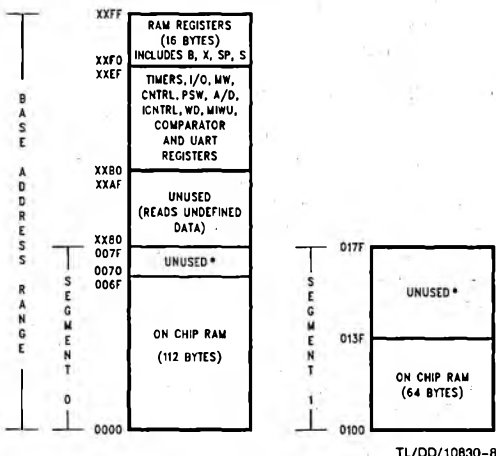 BASE ADDRESS RANGE
XXFF
RAM REGISTERS
(16 BYTES)
INCLUDES B, X, SP, S
XXF0
XXEF
TIMERS, I/O, MW,
CNTRL, PSW, A/D,
ICNTRL, WD, MIWU,
COMPARATOR
AND UART
REGISTERS
XXB0
XXAF
UNUSED
(READS UNDEFINED
DATA)
XX80
SEGMENT 0
007F
UNUSED*
0070
006F
ON CHIP RAM
(112 BYTES)
0000
SEGMENT 1
017F
UNUSED*
013F
ON CHIP RAM
(64 BYTES)
0100
TL/DD/10830-8